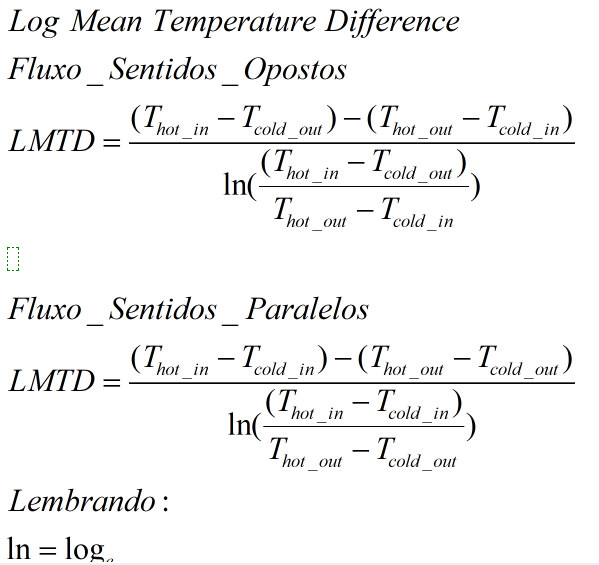 Log Mean Temperature Difference
Fluxo _ Sentidos _ Opostos
LMTD = \frac{(T_{hot\_in} - T_{cold\_out}) - (T_{hot\_out} - T_{cold\_in})}{\ln(\frac{(T_{hot\_in} - T_{cold\_out})}{T_{hot\_out} - T_{cold\_in}})}
Fluxo _ Sentidos _ Paralelos
LMTD = \frac{(T_{hot\_in} - T_{cold\_in}) - (T_{hot\_out} - T_{cold\_out})}{\ln(\frac{(T_{hot\_in} - T_{cold\_in})}{T_{hot\_out} - T_{cold\_out}})}
Lembrando :
ln = log_e